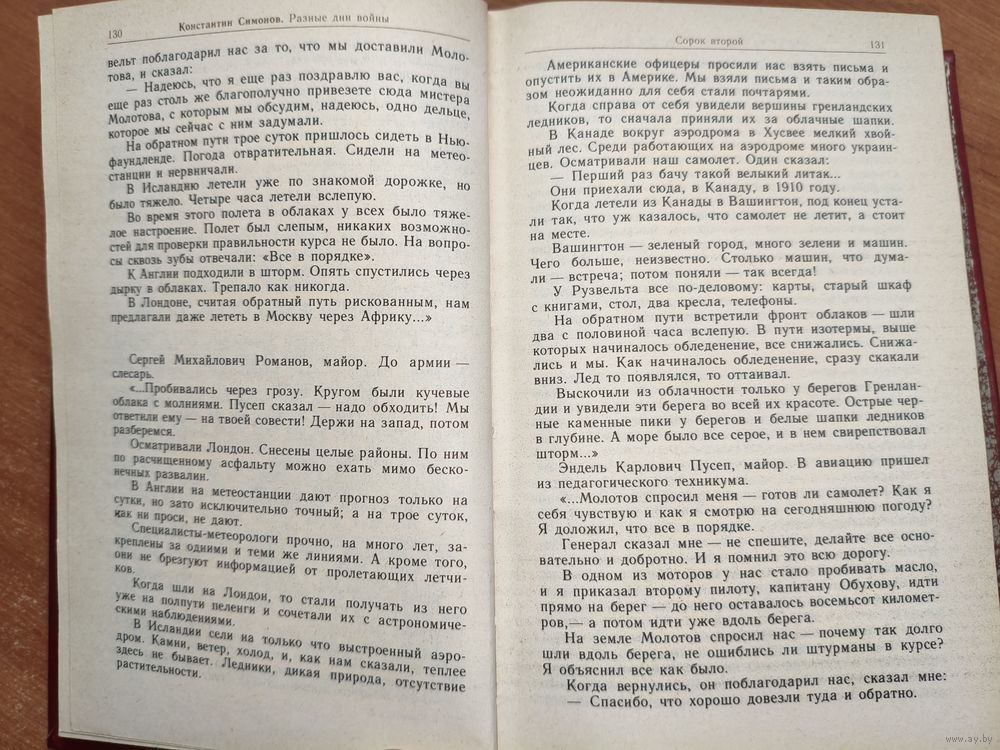 130 Константин Симонов. Разные дни войны
вельт поблагодарил нас за то, что мы доставили Моло-
това, и сказал:
— Надеюсь, что я еще раз поздравлю вас, когда вы
еще раз столь же благополучно привезете сюда мистера
Молотова, с которым мы обсудим, надеюсь, одно дельце,
которое мы сейчас с ним задумали.
На обратном пути трое суток пришлось сидеть в Нью-
фаундленде. Погода отвратительная. Сидели на метео-
станции и нервничали.
В Исландию летели уже по знакомой дорожке, но
было тяжело. Четыре часа летели вслепую.
Во время этого полета в облаках у всех было тяже-
лое настроение. Полет был слепым, никаких возможно-
стей для проверки правильности курса не было. На вопро-
сы сквозь зубы отвечали: «Все в порядке».
К Англии подходили в шторм. Опять спустились через
дырку в облаках. Трепало как никогда.
В Лондоне, считая обратный путь рискованным, нам
предлагали даже лететь в Москву через Африку...»
Сергей Михайлович Романов, майор. До армии —
слесарь.
«...Пробивались через грозу. Кругом были кучевые
облака с молниями. Пусеп сказал — надо обходить! Мы
ответили ему — на твоей совести! Держи на запад, потом
разберемся.
Осматривали Лондон. Снесены целые районы. По ним
по расчищенному асфальту можно ехать мимо беско-
нечных развалин.
В Англии на метеостанции дают прогноз только на
сутки, но зато исключительно точный; а на трое суток,
как ни проси, не дают.
Специалисты-метеорологи прочно, на много лет, за-
креплены за одними и теми же линиями. А кроме того,
они не брезгуют информацией от пролетающих летчи-
ков.
Когда шли на Лондон, то стали получать из него
уже на полпути пеленги и сочетали их с астрономиче-
скими наблюдениями.
В Исландии сели на только что выстроенный аэро-
дром. Камни, ветер, холод, и, как нам сказали, теплее
здесь не бывает. Ледники, дикая природа, отсутствие
растительности.
Сорок второй 131
Американские офицеры просили нас взять письма и
опустить их в Америке. Мы взяли письма и таким обра-
зом неожиданно для себя стали почтарями.
Когда справа от себя увидели вершины гренландских
ледников, то сначала приняли их за облачные шапки.
В Канаде вокруг аэродрома в Хусвее мелкий хвой-
ный лес. Среди работающих на аэродроме много украин-
цев. Осматривали наш самолет. Один сказал:
— Перший раз бачу такой велыкий литак...
Они приехали сюда, в Канаду, в 1910 году.
Когда летели из Канады в Вашингтон, под конец уста-
ли так, что уж казалось, что самолет не летит, а стоит
на месте.
Вашингтон — зеленый город, много зелени и машин.
Чего больше, неизвестно. Столько машин, что дума-
ли — встреча; потом поняли — так всегда!
У Рузвельта все по-деловому: карты, старый шкаф
с книгами, стол, два кресла, телефоны.
На обратном пути встретили фронт облаков — шли
два с половиной часа вслепую. В пути изотермы, выше
которых начиналось обледенение, все снижались. Снижа-
лись и мы. Как начиналось обледенение, сразу скакали
вниз. Лед то появлялся, то оттаивал.
Выскочили из облачности только у берегов Гренлан-
дии и увидели эти берега во всей их красоте. Острые чер-
ные каменные пики у берегов и белые шапки ледников
в глубине. А море было все серое, и в нем свирепствовал
шторм...»
Эндель Карлович Пусеп, майор. В авиацию пришел
из педагогического техникума.
«...Молотов спросил меня — готов ли самолет? Как я
себя чувствую и как я смотрю на сегодняшнюю погоду?
Я доложил, что все в порядке.
Генерал сказал мне — не спешите, делайте все осно-
вательно и добротно. И я помнил это всю дорогу.
В одном из моторов у нас стало пробивать масло,
и я приказал второму пилоту, капитану Обухову, идти
прямо на берег — до него оставалось восемьсот километ-
ров,— а потом идти уже вдоль берега.
На земле Молотов спросил нас — почему так долго
шли вдоль берега, не ошиблись ли штурманы в курсе?
Я объяснил все как было.
Когда вернулись, он поблагодарил нас, сказал мне:
— Спасибо, что хорошо довезли туда и обратно.
www.ay.by